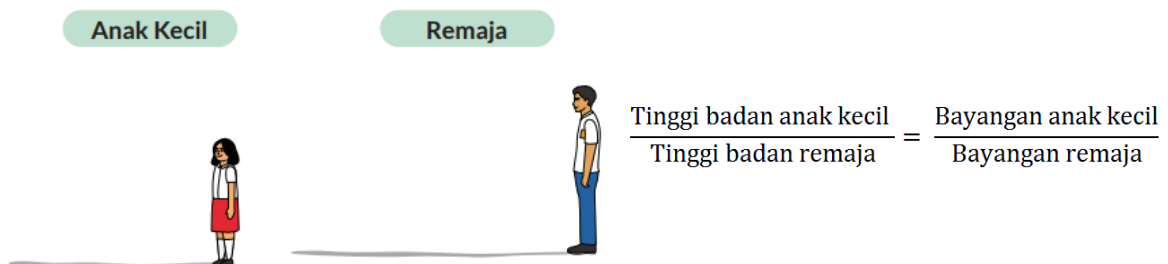 Anak Kecil
Remaja
Tinggi badan anak kecil / Tinggi badan remaja = Bayangan anak kecil / Bayangan remaja